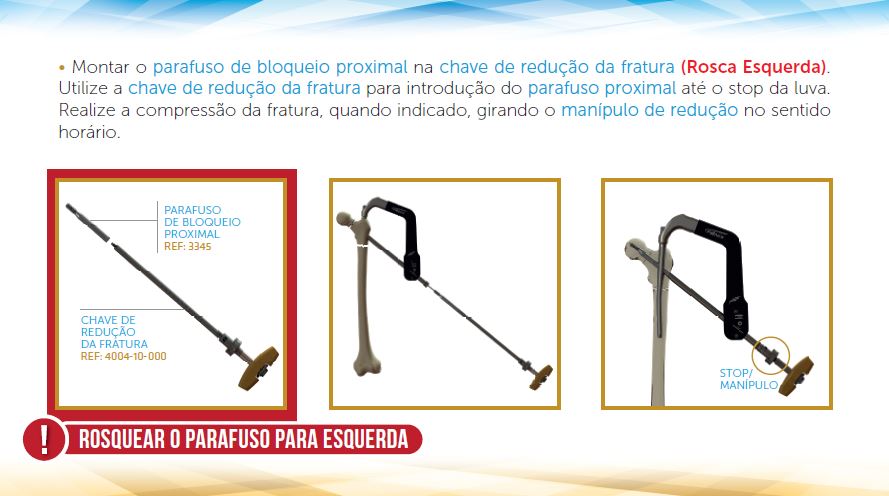 • Montar o parafuso de bloqueio proximal na chave de redução da fratura (Rosca Esquerda).
Utilize a chave de redução da fratura para introdução do parafuso proximal até o stop da luva.
Realize a compressão da fratura, quando indicado, girando o manípulo de redução no sentido
horário.
PARAFUSO
DE BLOQUEIO
PROXIMAL
REF: 3345
CHAVE DE
REDUÇÃO
DA FRATURA
REF: 4004-10-000
STOP/
MANÍPULO
! ROSQUEAR O PARAFUSO PARA ESQUERDA